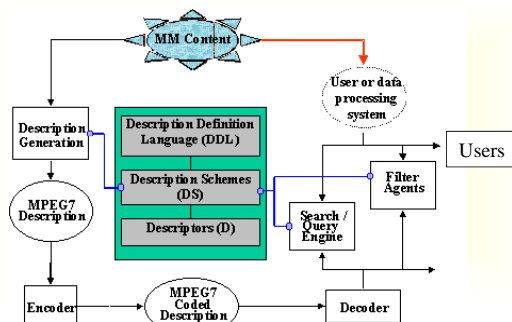 MM Content
User or data
processing
system
Description
Generation
Description Definition
Language (DDL)
Users
Filter
Agents
Description Schemes
(DS)
MPEG7
Description
Search /
Query
Engine
Descriptors (D)
Encoder
MPEG7
Coded
Description
Decoder